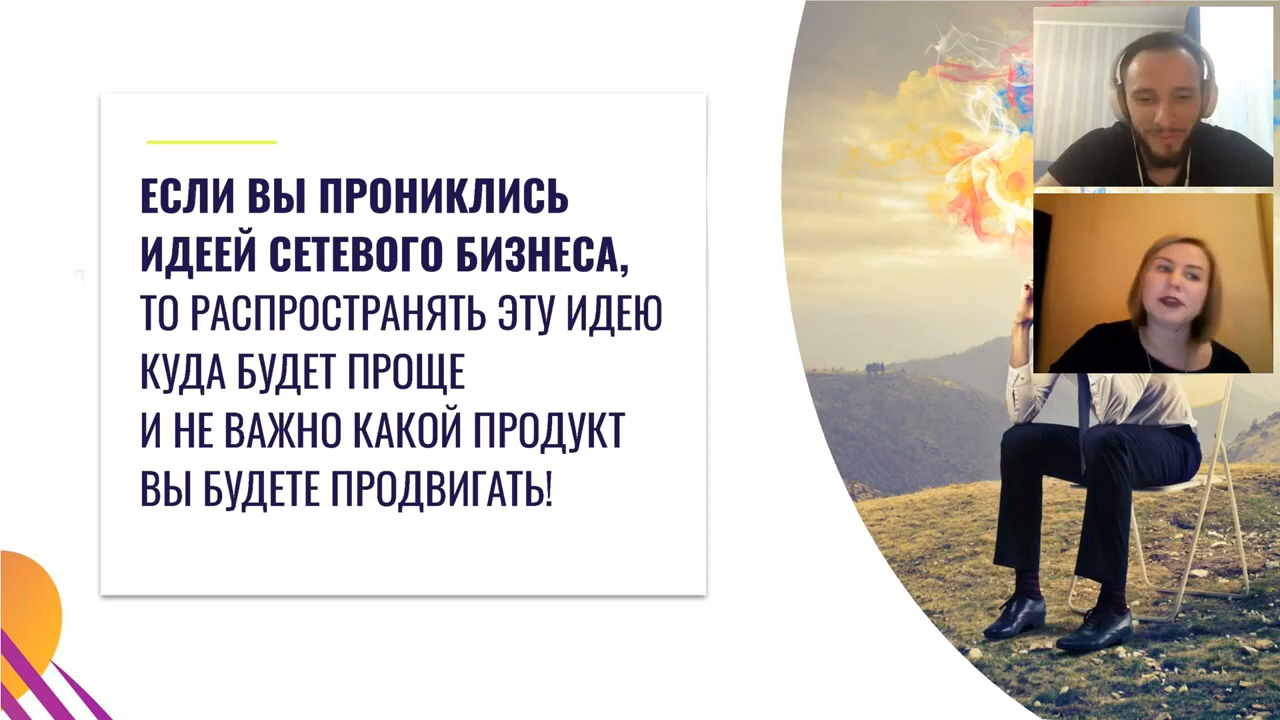 ЕСЛИ ВЫ ПРОНИКЛИСЬ
ИДЕЕЙ СЕТЕВОГО БИЗНЕСА,
ТО РАСПРОСТРАНЯТЬ ЭТУ ИДЕЮ
КУДА БУДЕТ ПРОЩЕ
И НЕ ВАЖНО КАКОЙ ПРОДУКТ
ВЫ БУДЕТЕ ПРОДВИГАТЬ!